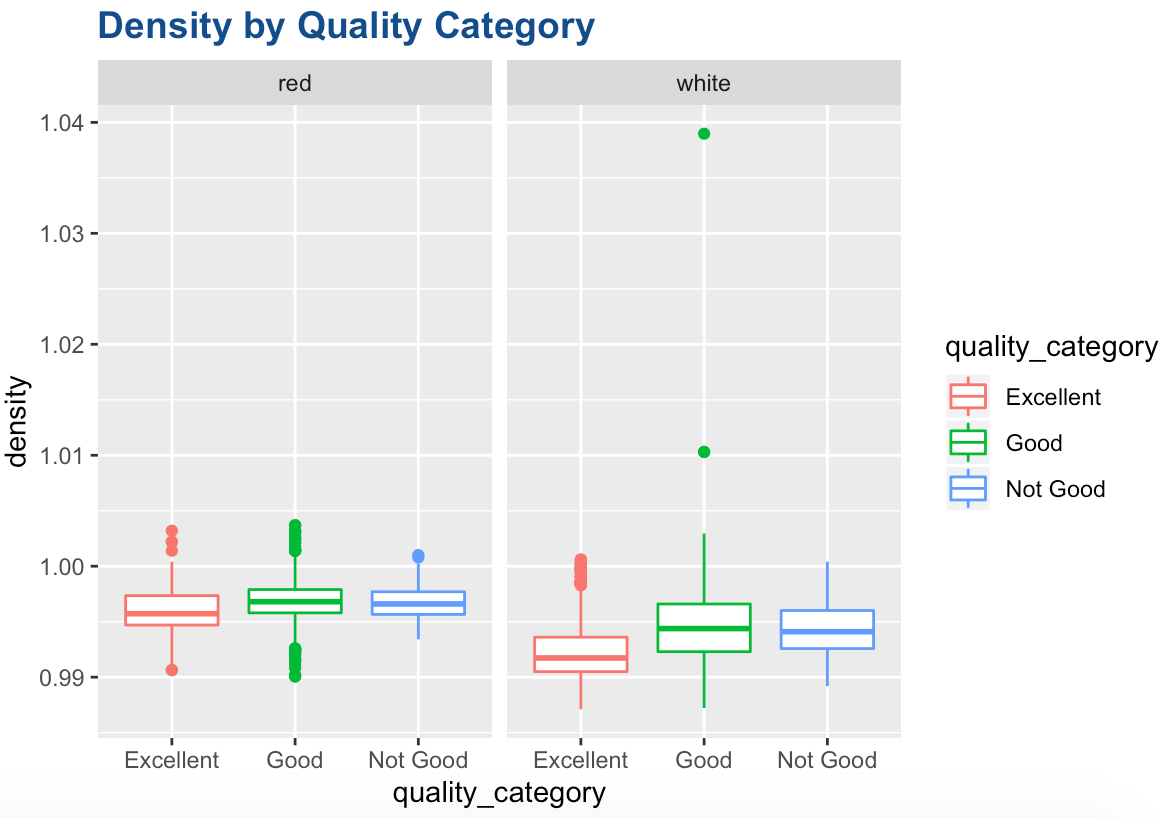 Density by Quality Category
red
white
1.04
1.03
1.02
1.01
1.00
0.99
density
Excellent Good Not Good
Excellent Good Not Good
quality_category
quality_category
Excellent
Good
Not Good